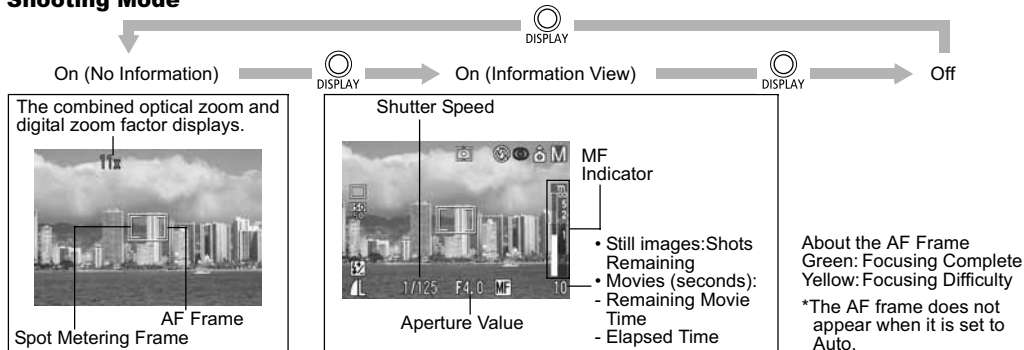 Shooting Mode
DISPLAY
On (No Information)
DISPLAY
On (Information View)
DISPLAY
Off
The combined optical zoom and
digital zoom factor displays.
11x
AF Frame
Spot Metering Frame
Shutter Speed
M
m
5
2
1
L
1/125 F4.0 MF 10
Aperture Value
MF
Indicator
• Still images:Shots
Remaining
• Movies (seconds):
- Remaining Movie
Time
- Elapsed Time
About the AF Frame
Green: Focusing Complete
Yellow: Focusing Difficulty
*The AF frame does not
appear when it is set to
Auto.